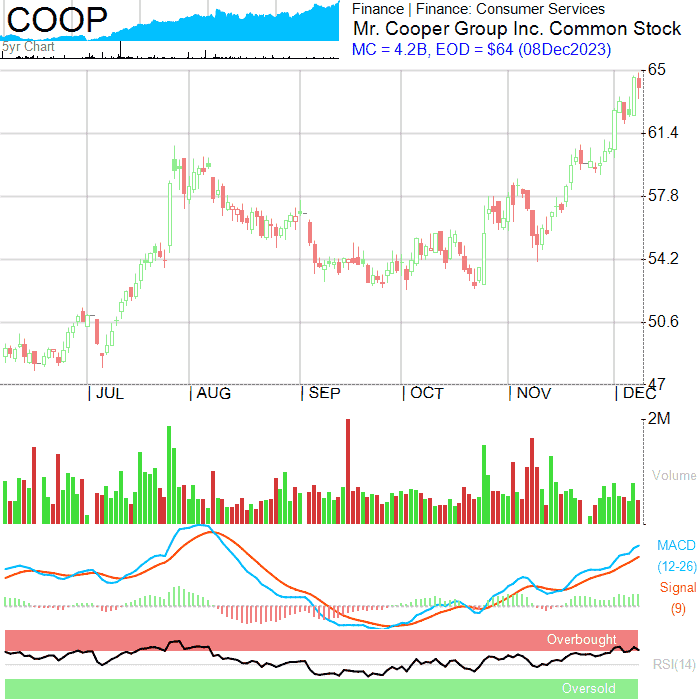 COOP
5yr Chart
Finance | Finance: Consumer Services
Mr. Cooper Group Inc. Common Stock
MC = 4.2B, EOD = $64 (08Dec2023)
65
61.4
57.8
54.2
50.6
47
JUL AUG SEP OCT NOV DEC
2M
Volume
MACD
(12-26)
Signal
(9)
Overbought
RSI(14)
Oversold